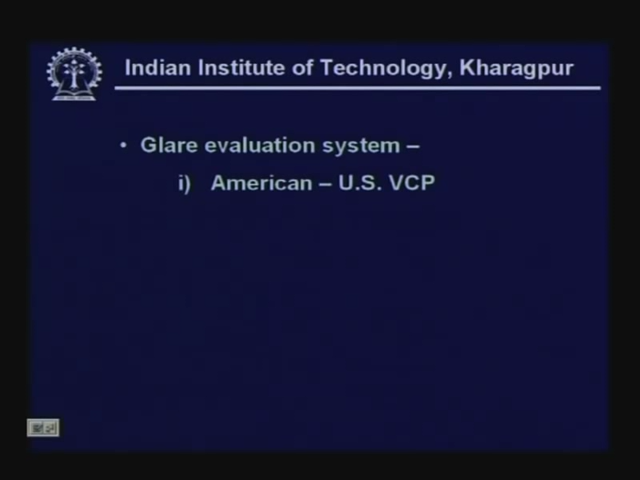 Indian Institute of Technology, Kharagpur
• Glare evaluation system –
i) American – U.S. VCP